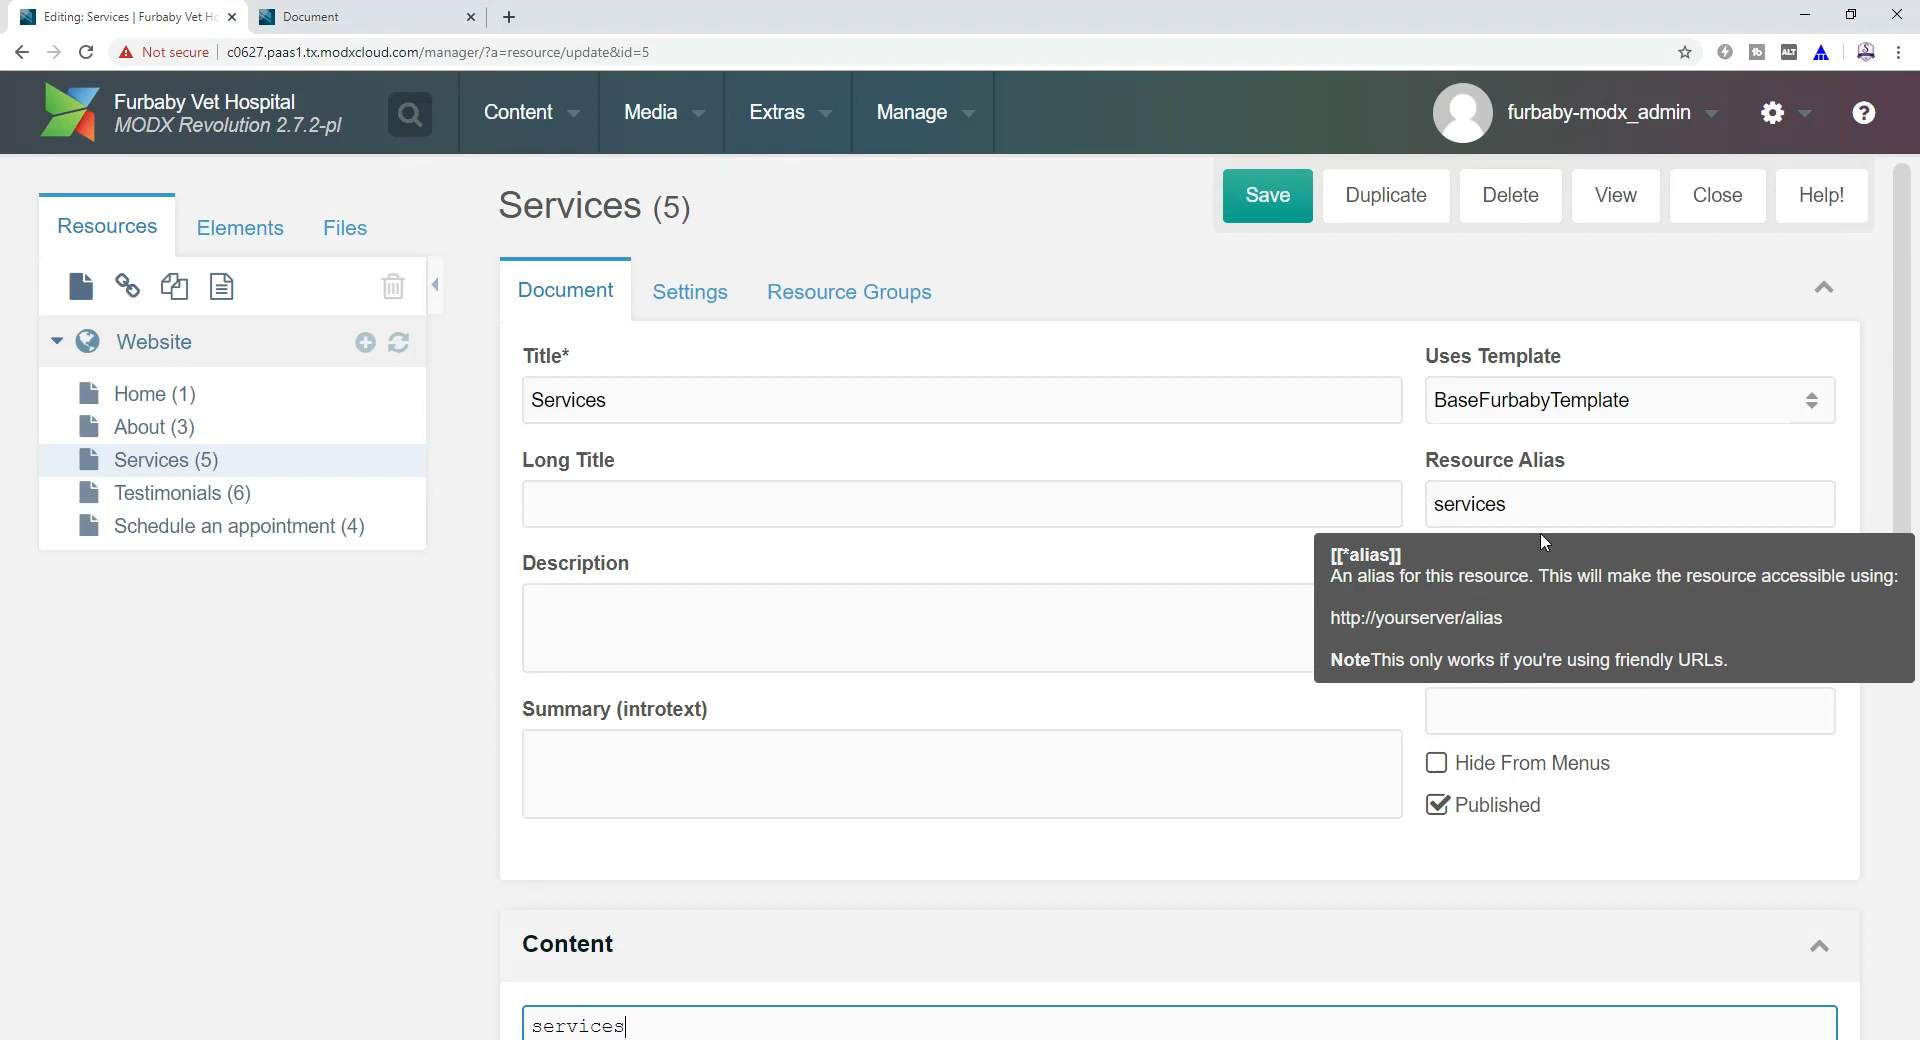 Editing: Services | Furbaby Vet Ho
Document
Not secure
c0627.paas1.tx.modxcloud.com/manager/?a=resource/update&id=5
tb
ALT
Furbaby Vet Hospital
MODX Revolution 2.7.2-pl
Content
Media
Extras
Manage
furbaby-modx_admin
Services (5)
Save
Duplicate
Delete
View
Close
Help!
Resources
Elements
Files
Document
Settings
Resource Groups
Website
Home (1)
About (3)
Services (5)
Testimonials (6)
Schedule an appointment (4)
Title*
Services
Uses Template
BaseFurbabyTemplate
Long Title
Resource Alias
services
Description
[[*alias]]
An alias for this resource. This will make the resource accessible using:
http://yourserver/alias
NoteThis only works if you're using friendly URLs.
Summary (introtext)
Hide From Menus
Published
Content
services